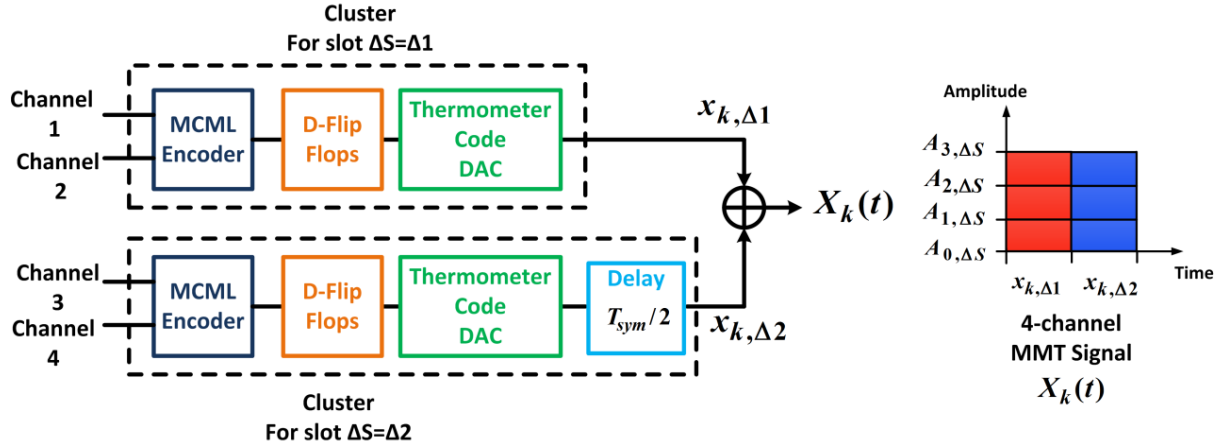 Cluster
For slot ΔS=Δ1
Channel
1
Channel
2
MCML
Encoder
D-Flip
Flops
Thermometer
Code
DAC
x_{k,Δ1}
X_k(t)
Channel
3
Channel
4
MCML
Encoder
D-Flip
Flops
Thermometer
Code
DAC
Delay
T_{sym}/2
x_{k,Δ2}
Cluster
For slot ΔS=Δ2
Amplitude
A_{3,ΔS}
A_{2,ΔS}
A_{1,ΔS}
A_{0,ΔS}
Time
x_{k,Δ1} x_{k,Δ2}
4-channel
MMT Signal
X_k(t)